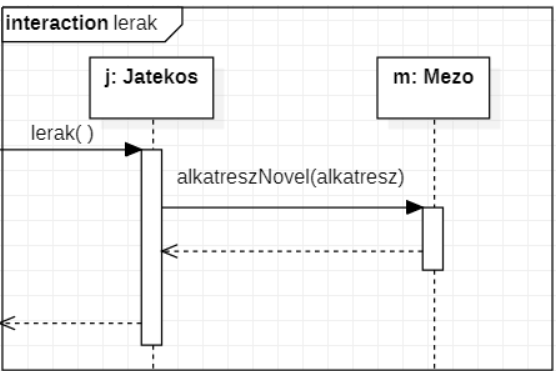 interaction lerak
j: Jatekos
m: Mezo
lerak( )
alkatreszNovel(alkatresz)